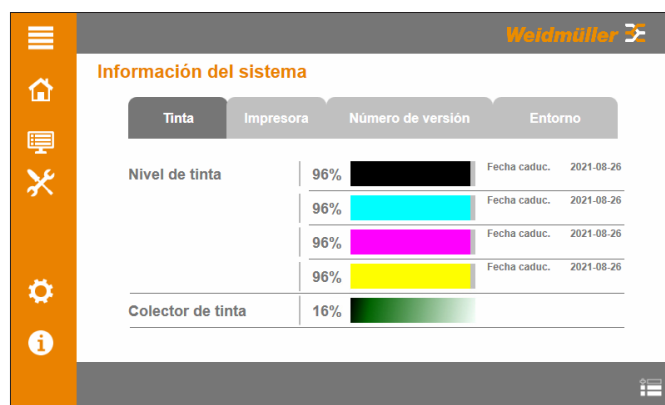 Weidmüller
Información del sistema
Tinta Impresora Número de versión Entorno
Nivel de tinta 96% Fecha caduc. 2021-08-26
96% Fecha caduc. 2021-08-26
96% Fecha caduc. 2021-08-26
96% Fecha caduc. 2021-08-26
Colector de tinta 16%